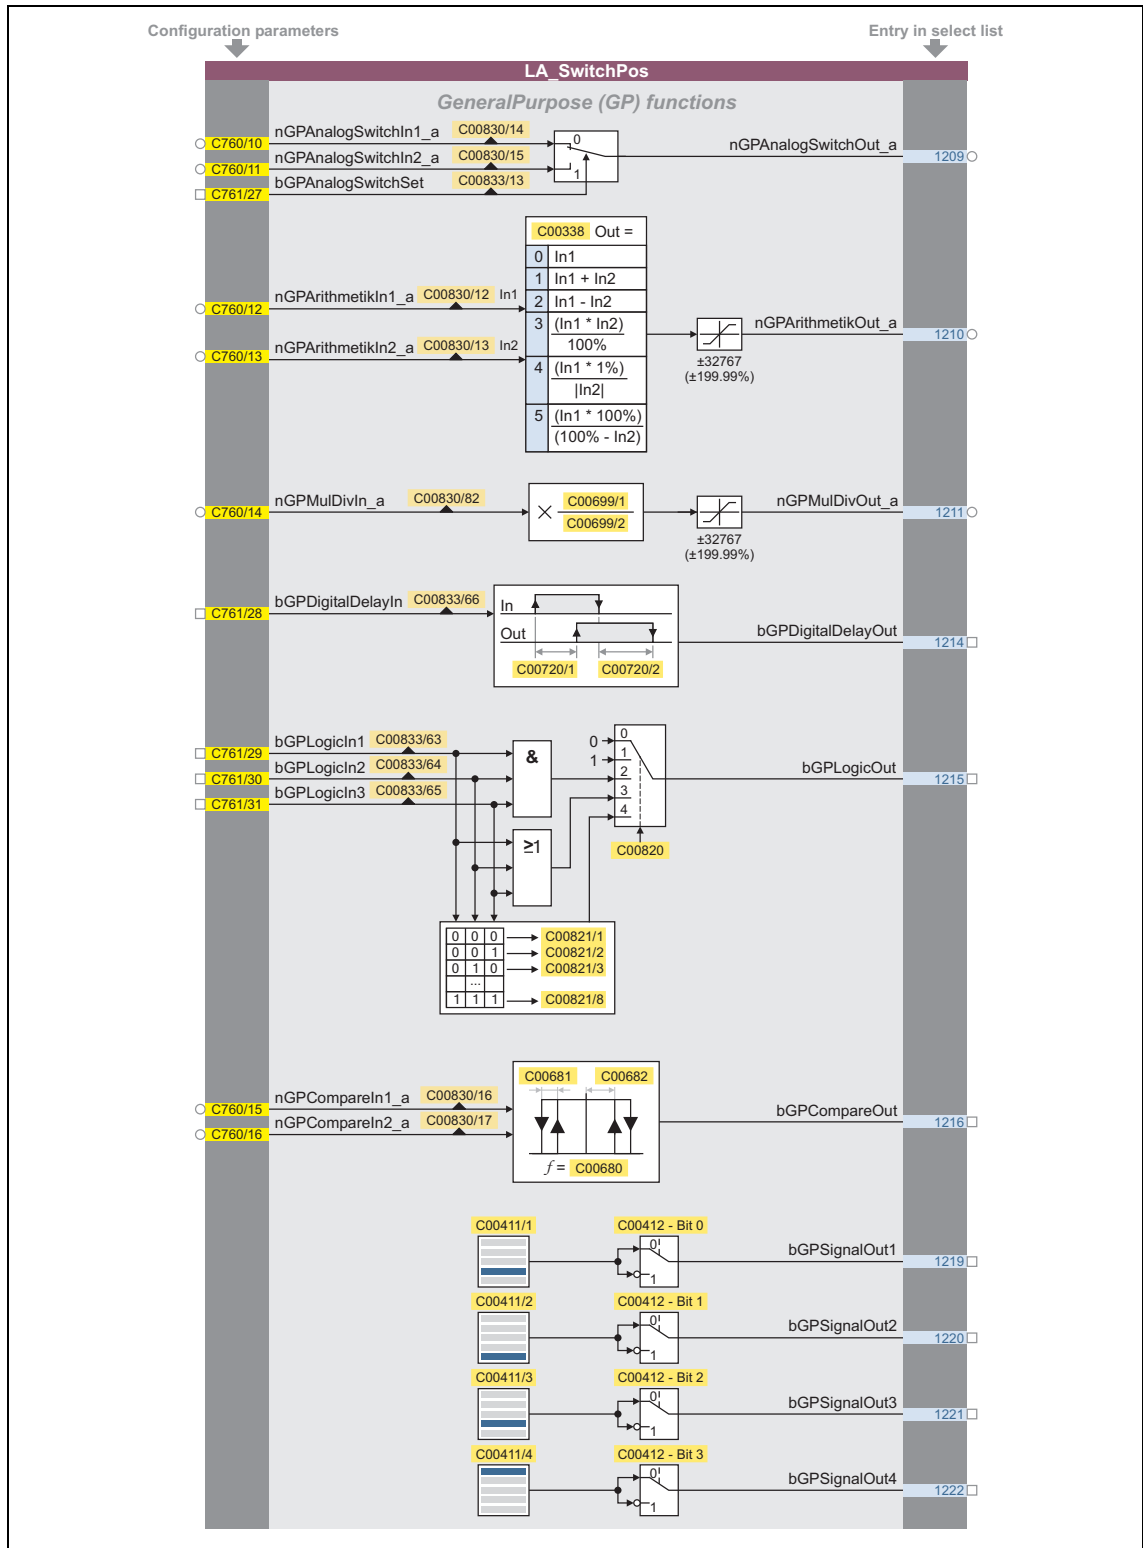 Configuration parameters
Entry in select list
LA_SwitchPos
GeneralPurpose (GP) functions
nGPAnalogSwitchIn1_a C00830/14
C760/10
0
nGPAnalogSwitchOut_a
1209
nGPAnalogSwitchIn2_a C00830/15
C760/11
bGPAnalogSwitchSet C00833/13
1
C761/27
C00338 Out =
0 In1
1 In1 + In2
2 In1 - In2
3 (In1 * In2)
100%
4 (In1 * 1%)
|In2|
5 (In1 * 100%)
(100% - In2)
nGPArithmetikIn1_a C00830/12 In1
C760/12
nGPArithmetikIn2_a C00830/13 In2
C760/13
nGPArithmetikOut_a
1210
±32767
(±199.99%)
nGPMulDivIn_a C00830/82
C760/14
× C00699/1
C00699/2
nGPMulDivOut_a
1211
±32767
(±199.99%)
bGPDigitalDelayIn C00833/66
C761/28
In
Out
C00720/1 C00720/2
bGPDigitalDelayOut
1214
bGPLogicIn1 C00833/63
C761/29
bGPLogicIn2 C00833/64
C761/30
bGPLogicIn3 C00833/65
C761/31
&
≥1
0 0
1 1
2
3
4
C00820
bGPLogicOut
1215
0 0 0 C00821/1
0 0 1 C00821/2
0 1 0 C00821/3
...
1 1 1 C00821/8
nGPCompareIn1_a C00830/16
C760/15
nGPCompareIn2_a C00830/17
C760/16
C00681 C00682
f = C00680
bGPCompareOut
1216
C00411/1 C00412 - Bit 0
0
1
bGPSignalOut1
1219
C00411/2 C00412 - Bit 1
0
1
bGPSignalOut2
1220
C00411/3 C00412 - Bit 2
0
1
bGPSignalOut3
1221
C00411/4 C00412 - Bit 3
0
1
bGPSignalOut4
1222